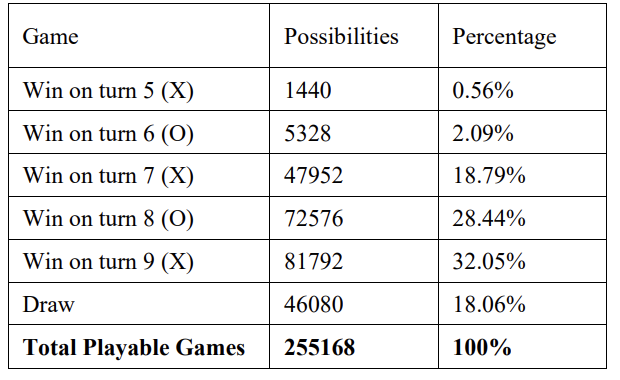 Game Possibilities Percentage
Win on turn 5 (X) 1440 0.56%
Win on turn 6 (O) 5328 2.09%
Win on turn 7 (X) 47952 18.79%
Win on turn 8 (O) 72576 28.44%
Win on turn 9 (X) 81792 32.05%
Draw 46080 18.06%
Total Playable Games 255168 100%